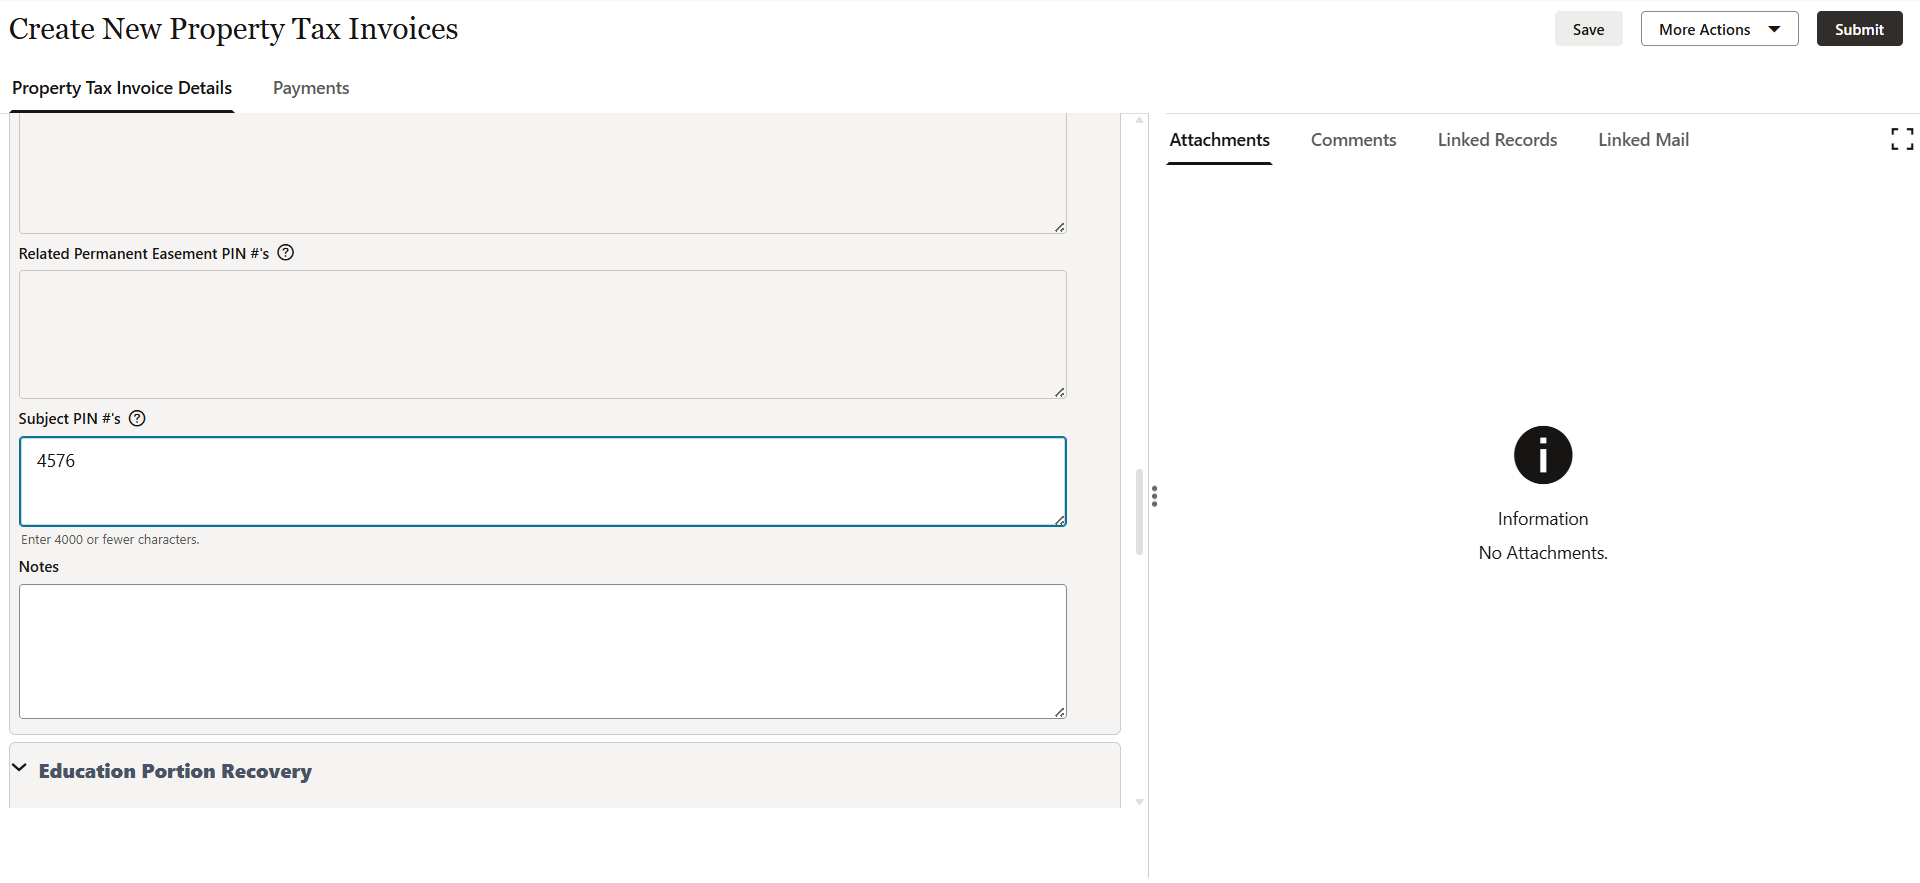 Create New Property Tax Invoices
Save
More Actions
Submit
Property Tax Invoice Details
Payments
Attachments
Comments
Linked Records
Linked Mail
Related Permanent Easement PIN #'s
Subject PIN #'s
4576
Enter 4000 or fewer characters.
Notes
Education Portion Recovery
Information
No Attachments.